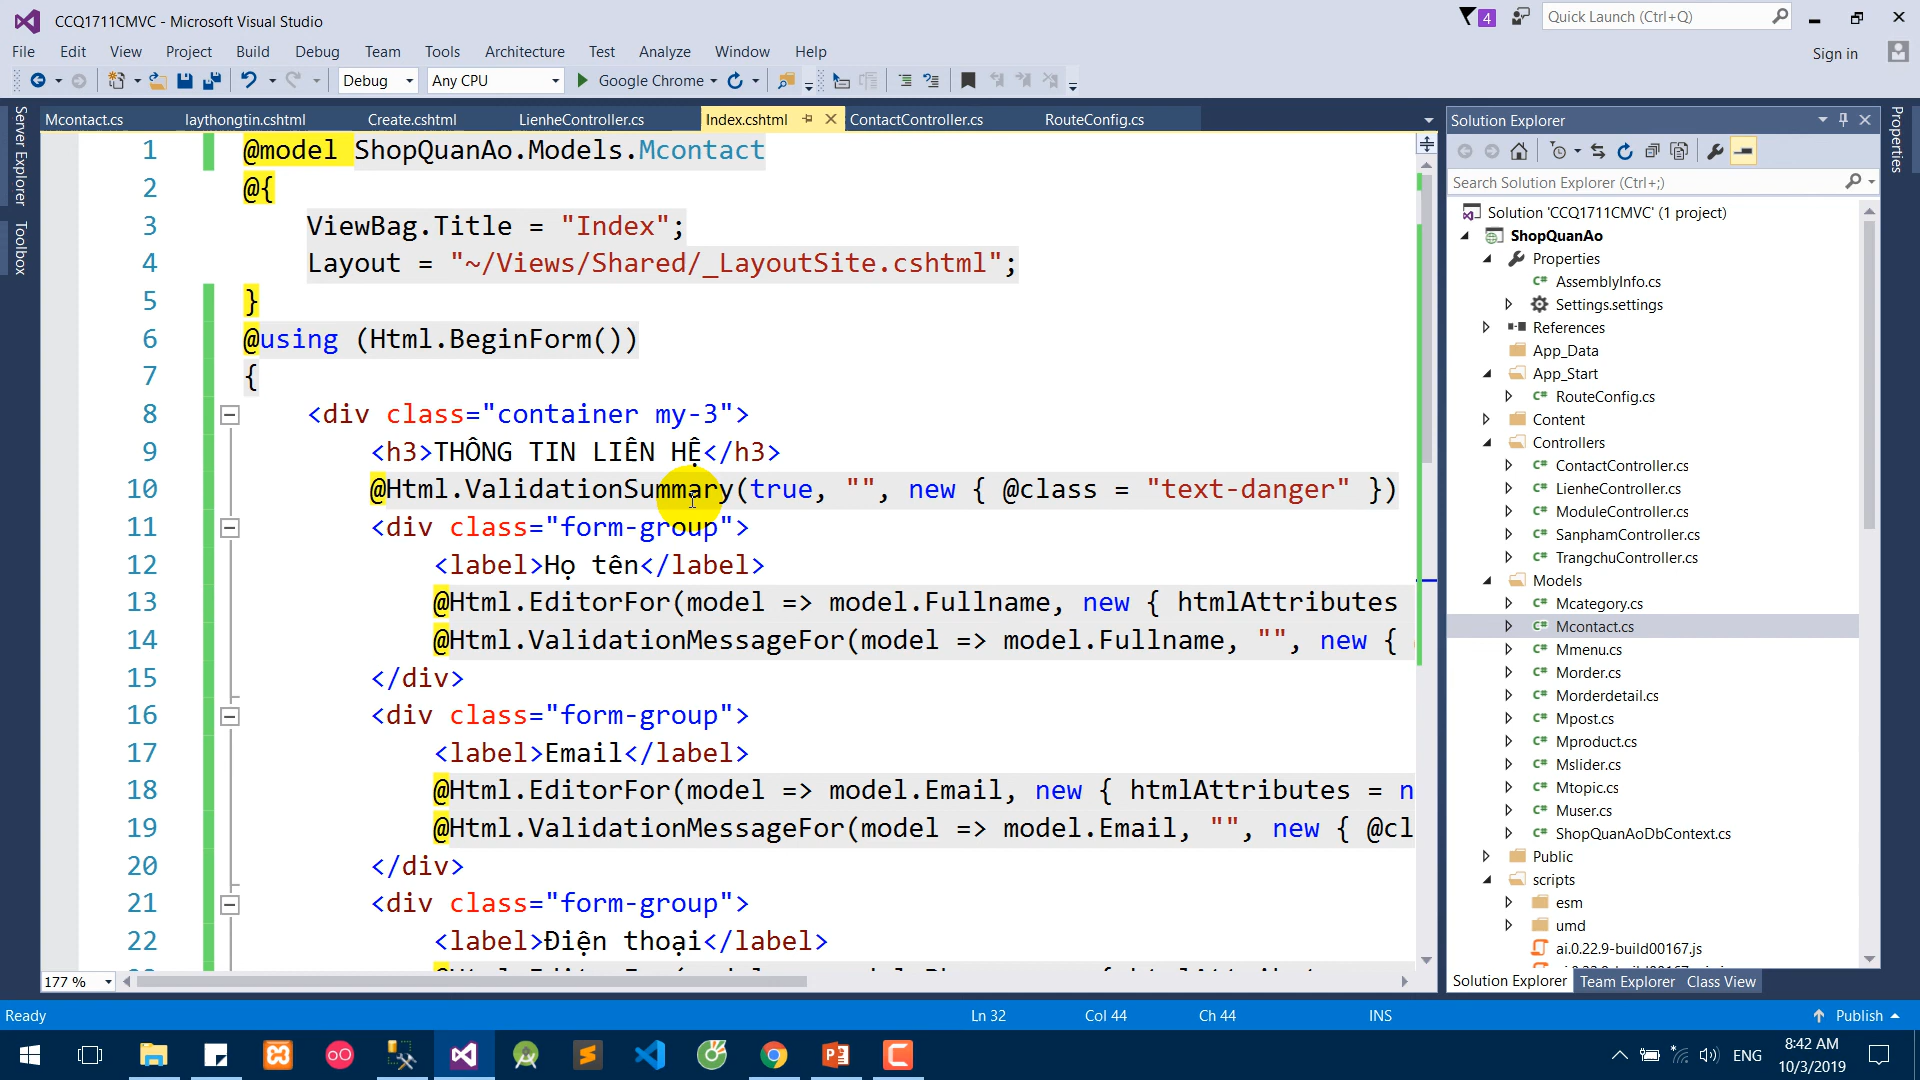 CCQ1711CMVC - Microsoft Visual Studio
4
Quick Launch (Ctrl+Q)
File Edit View Project Build Debug Team Tools Architecture Test Analyze Window Help
Sign in
Debug Any CPU Google Chrome
Server Explorer
Toolbox
Mcontact.cs laythongtin.cshtml Create.cshtml LienheController.cs Index.cshtml ContactController.cs RouteConfig.cs
1 @model ShopQuanAo.Models.Mcontact
2 @{
3 ViewBag.Title = "Index";
4 Layout = "~/Views/Shared/_LayoutSite.cshtml";
5 }
6 @using (Html.BeginForm())
7 {
8 <div class="container my-3">
9 <h3>THÔNG TIN LIÊN HỆ</h3>
10 @Html.ValidationSummary(true, "", new { @class = "text-danger" })
11 <div class="form-group">
12 <label>Họ tên</label>
13 @Html.EditorFor(model => model.Fullname, new { htmlAttributes
14 @Html.ValidationMessageFor(model => model.Fullname, "", new {
15 </div>
16 <div class="form-group">
17 <label>Email</label>
18 @Html.EditorFor(model => model.Email, new { htmlAttributes = n
19 @Html.ValidationMessageFor(model => model.Email, "", new { @cl
20 </div>
21 <div class="form-group">
22 <label>Điện thoại</label>
177 %
Solution Explorer
Search Solution Explorer (Ctrl+;)
Solution 'CCQ1711CMVC' (1 project)
ShopQuanAo
Properties
AssemblyInfo.cs
Settings.settings
References
App_Data
App_Start
RouteConfig.cs
Content
Controllers
ContactController.cs
LienheController.cs
ModuleController.cs
SanphamController.cs
TrangchuController.cs
Models
Mcategory.cs
Mcontact.cs
Mmenu.cs
Morder.cs
Morderdetail.cs
Mpost.cs
Mproduct.cs
Mslider.cs
Mtopic.cs
Muser.cs
ShopQuanAoDbContext.cs
Public
scripts
esm
umd
ai.0.22.9-build00167.js
Solution Explorer Team Explorer Class View
Properties
Ready Ln 32 Col 44 Ch 44 INS Publish
ENG
8:42 AM
10/3/2019